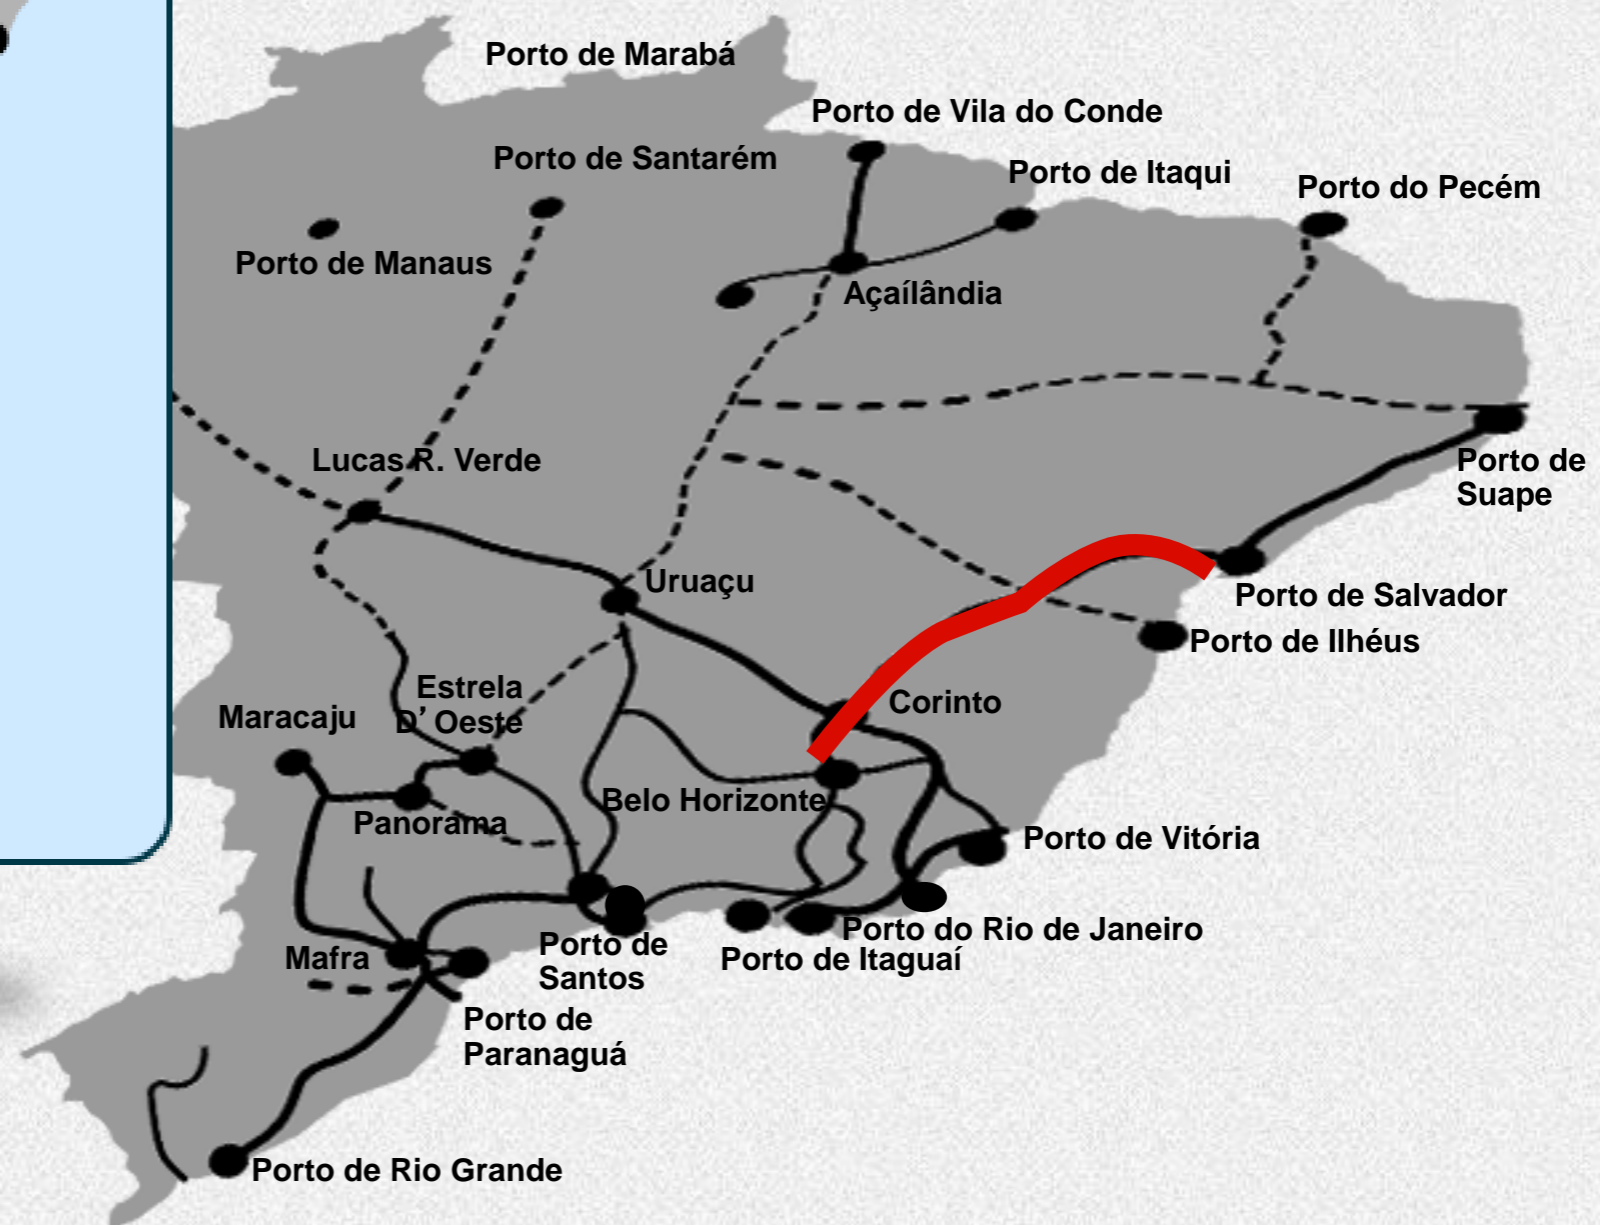 Porto de Marabá
Porto de Vila do Conde
Porto de Santarém
Porto de Itaqui
Porto do Pecém
Porto de Manaus
Açaílândia
Lucas R. Verde
Porto de
Suape
Uruaçu
Porto de Salvador
Porto de Ilhéus
Estrela
D’ Oeste
Maracaju
Corinto
Belo Horizonte
Panorama
Porto de Vitória
Porto do Rio de Janeiro
Porto de
Santos
Porto de Itaguaí
Mafra
Porto de
Paranaguá
Porto de Rio Grande